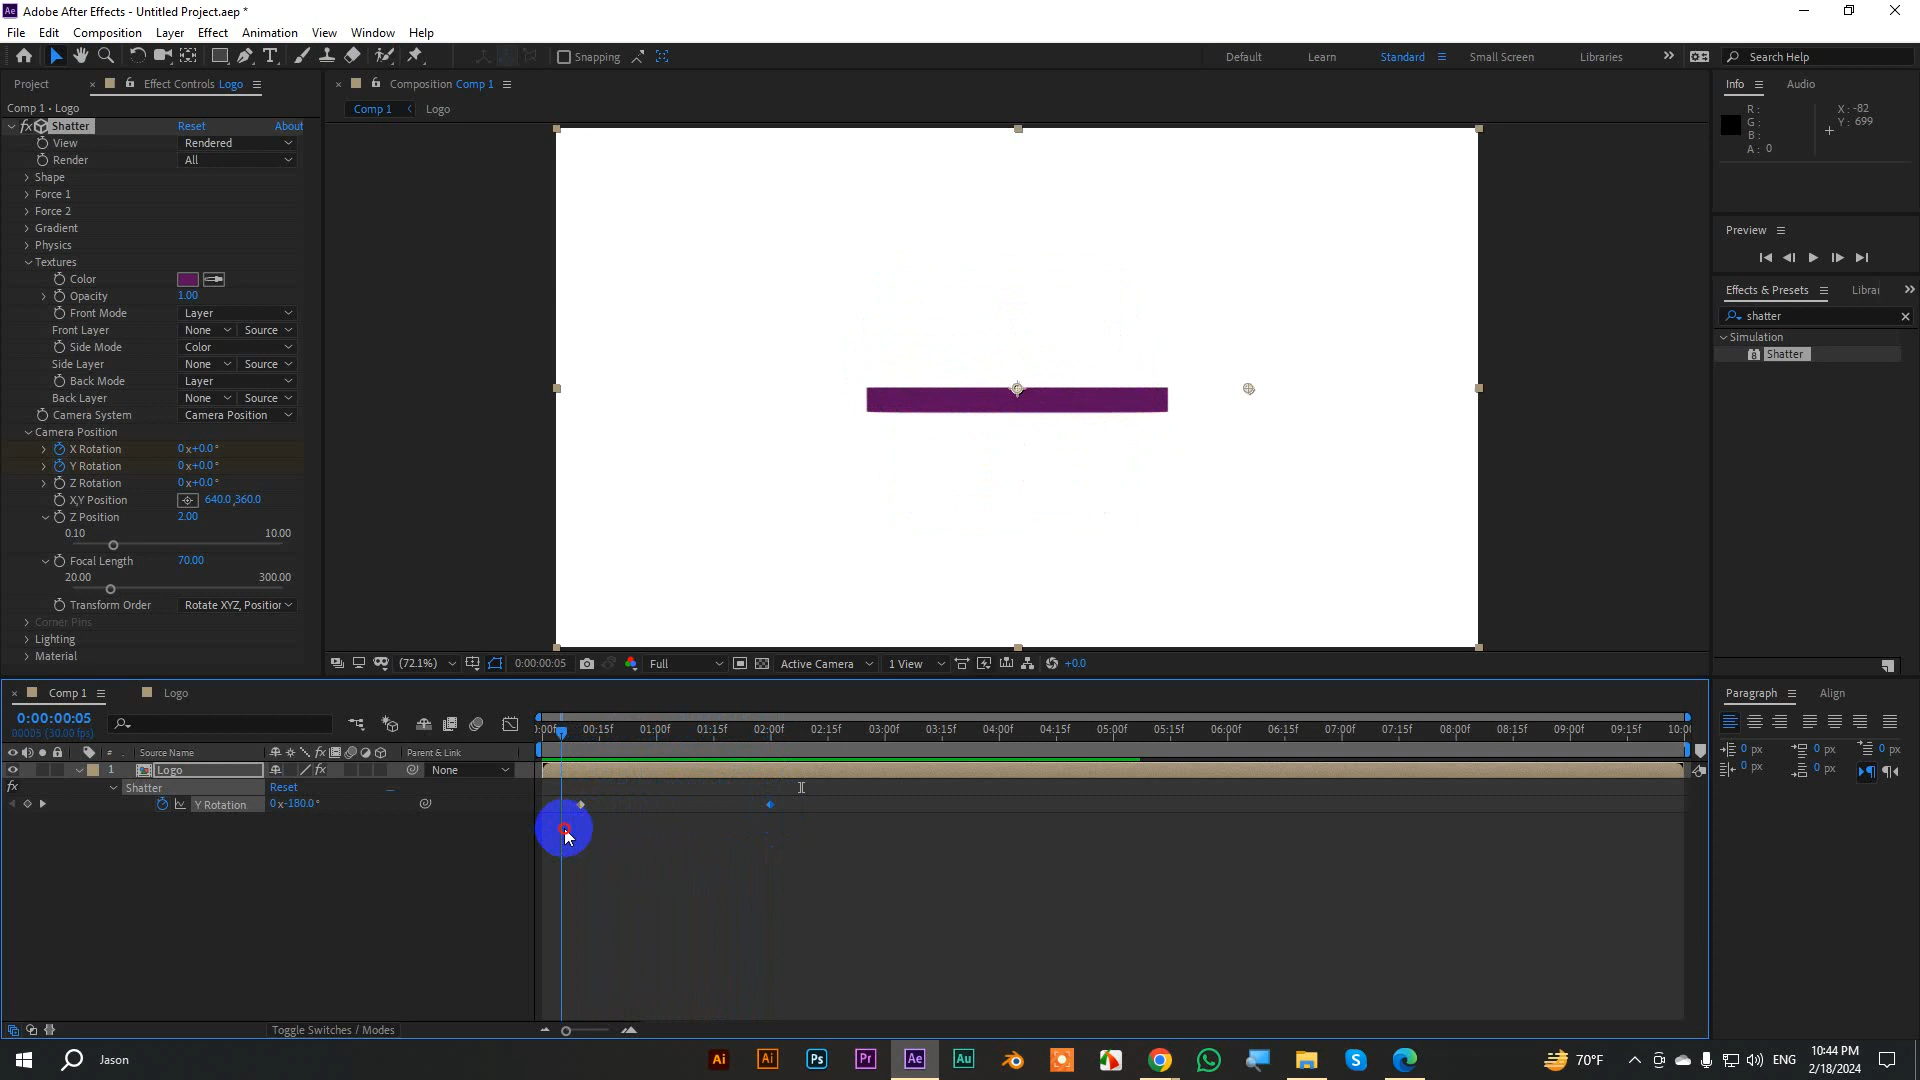 Ae Adobe After Effects - Untitled Project.aep *
File Edit Composition Layer Effect Animation View Window Help
Snapping Default Learn Standard Small Screen Libraries Search Help
Project Effect Controls Logo
Composition Comp 1
Info Audio
Comp 1 • Logo
Comp 1 Logo
R :
G :
B :
A : 0
X : -82
Y : 699
Shatter Reset About
View Rendered
Render All
Shape
Force 1
Force 2
Gradient
Physics
Textures
Color
Opacity 1.00
Front Mode Layer
Front Layer None Source
Side Mode Color
Side Layer None Source
Back Mode Layer
Back Layer None Source
Camera System Camera Position
Camera Position
X Rotation 0x+0.0°
Y Rotation 0x+0.0°
Z Rotation 0x+0.0°
X,Y Position 640.0,360.0
Z Position 2.00
0.10 10.00
Focal Length 70.00
20.00 300.00
Transform Order Rotate XYZ, Position
Corner Pins
Lighting
Material
Preview
Effects & Presets Librar
shatter
Simulation
Shatter
(72.1%) 0:00:00:05 Full Active Camera 1 View +0.0
Comp 1 Logo
0:00:00:05
00005 (30.00 fps)
):00f 00:15f 01:00f 01:15f 02:00f 02:15f 03:00f 03:15f 04:00f 04:15f 05:00f 05:15f 06:00f 06:15f 07:00f 07:15f 08:00f 08:15f 09:00f 09:15f 10:0(
# Source Name Parent & Link
1 Logo None
fx Shatter Reset
Y Rotation 0x-180.0°
Toggle Switches / Modes
Paragraph Align
0 px 0 px 0 px
0 px 0 px
Jason
Ai Ai Ps Pr Ae Au
70°F ENG
10:44 PM
2/18/2024